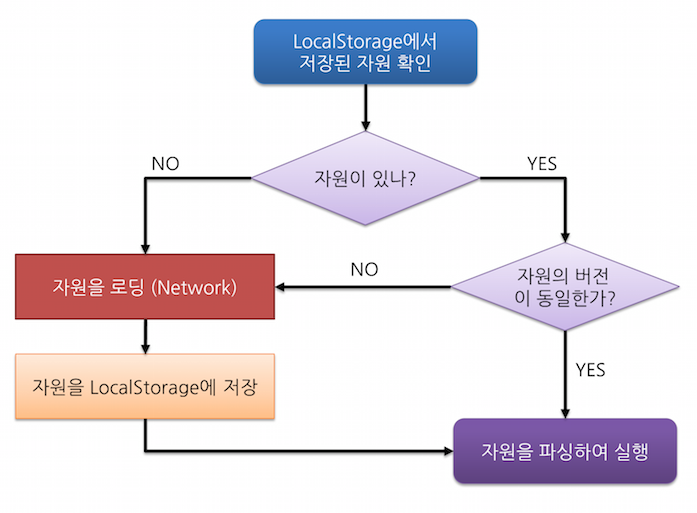 LocalStorage에서
저장된 자원 확인
자원이 있나?
NO
YES
자원을 로딩 (Network)
NO
자원의 버전
이 동일한가?
자원을 LocalStorage에 저장
YES
자원을 파싱하여 실행